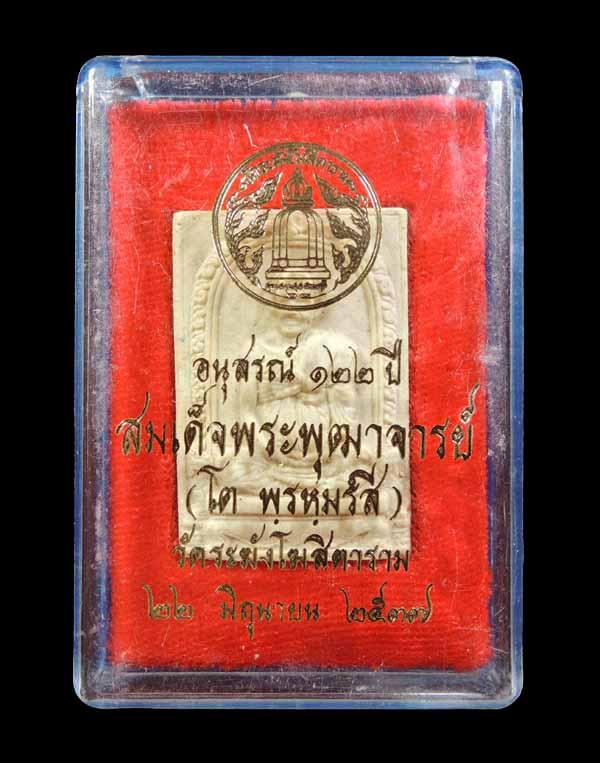 อนุสรณ์ ๑๒๒ ปี
สมเด็จพระพุฒาจารย์
(โต พฺรหฺมรํสี)
วัดระฆังโฆสิตาราม
๒๒ มิถุนายน ๒๕๓๗